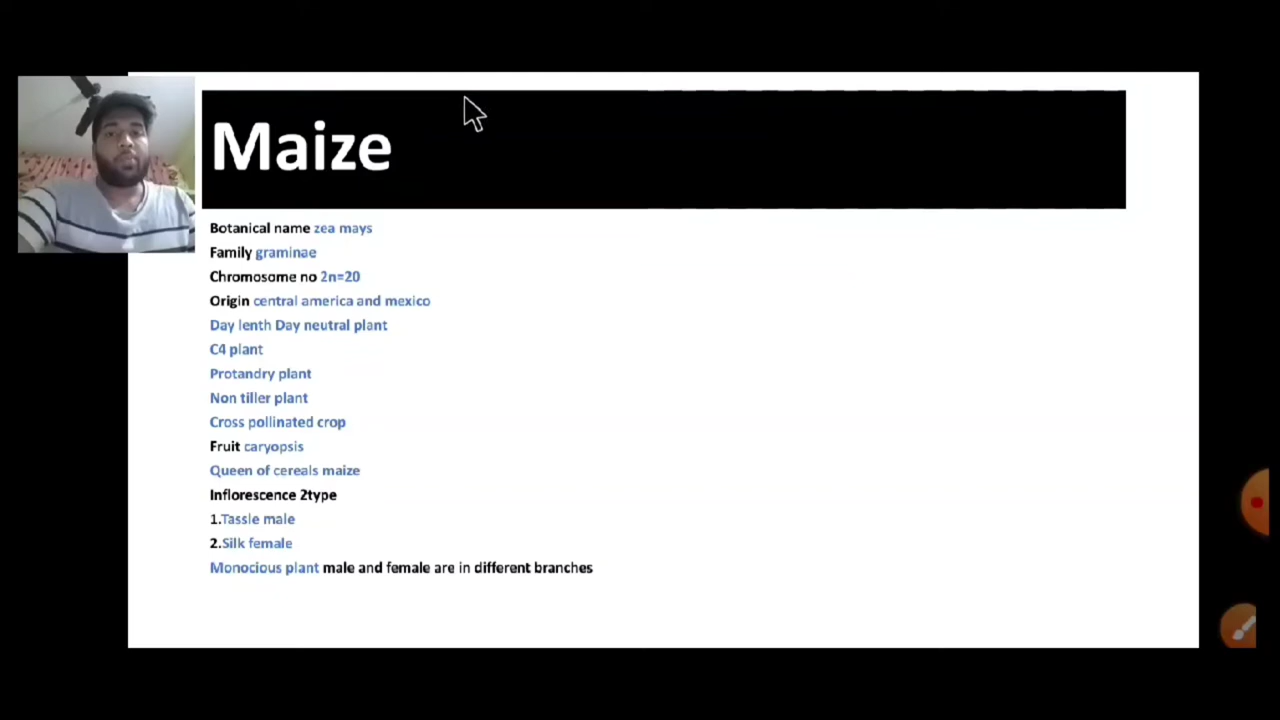 Maize
Botanical name zea mays
Family graminae
Chromosome no 2n=20
Origin central america and mexico
Day lenth Day neutral plant
C4 plant
Protandry plant
Non tiller plant
Cross pollinated crop
Fruit caryopsis
Queen of cereals maize
Inflorescence 2type
1.Tassle male
2.Silk female
Monocious plant male and female are in different branches